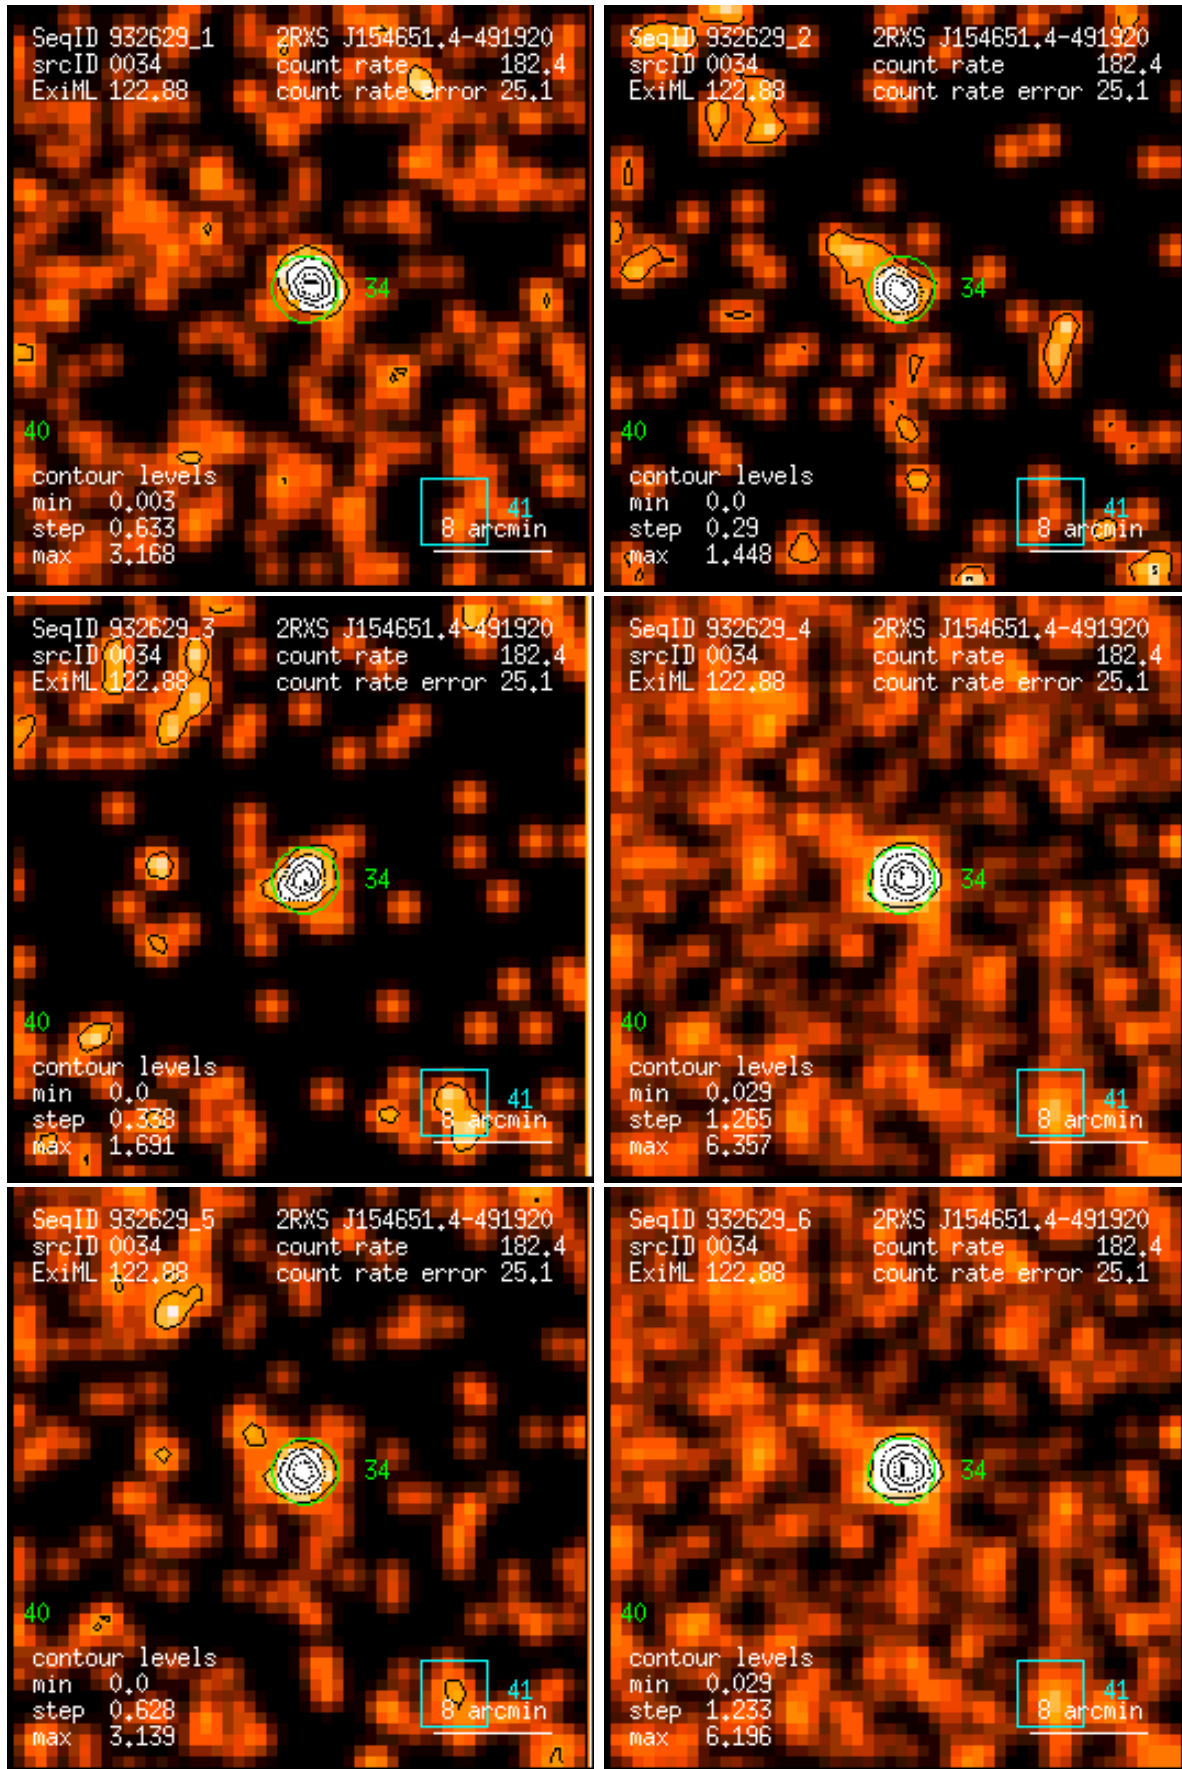 SeqID 932629_1 2RXS J154651.4-491920
srcID 0034 count rate 182.4
ExiML 122.88 count rate error 25.1
34
40
contour levels
min 0.003
step 0.633
max 3.168
41
8 arcmin
SeqID 932629_2 2RXS J154651.4-491920
srcID 0034 count rate 182.4
ExiML 122.88 count rate error 25.1
34
40
contour levels
min 0.0
step 0.29
max 1.448
41
8 arcmin
SeqID 932629_3 2RXS J154651.4-491920
srcID 0034 count rate 182.4
ExiML 122.88 count rate error 25.1
34
40
contour levels
min 0.0
step 0.338
max 1.691
41
8 arcmin
SeqID 932629_4 2RXS J154651.4-491920
srcID 0034 count rate 182.4
ExiML 122.88 count rate error 25.1
34
40
contour levels
min 0.029
step 1.265
max 6.357
41
8 arcmin
SeqID 932629_5 2RXS J154651.4-491920
srcID 0034 count rate 182.4
ExiML 122.88 count rate error 25.1
34
40
contour levels
min 0.0
step 0.628
max 3.139
41
8 arcmin
SeqID 932629_6 2RXS J154651.4-491920
srcID 0034 count rate 182.4
ExiML 122.88 count rate error 25.1
34
40
contour levels
min 0.029
step 1.233
max 6.196
41
8 arcmin